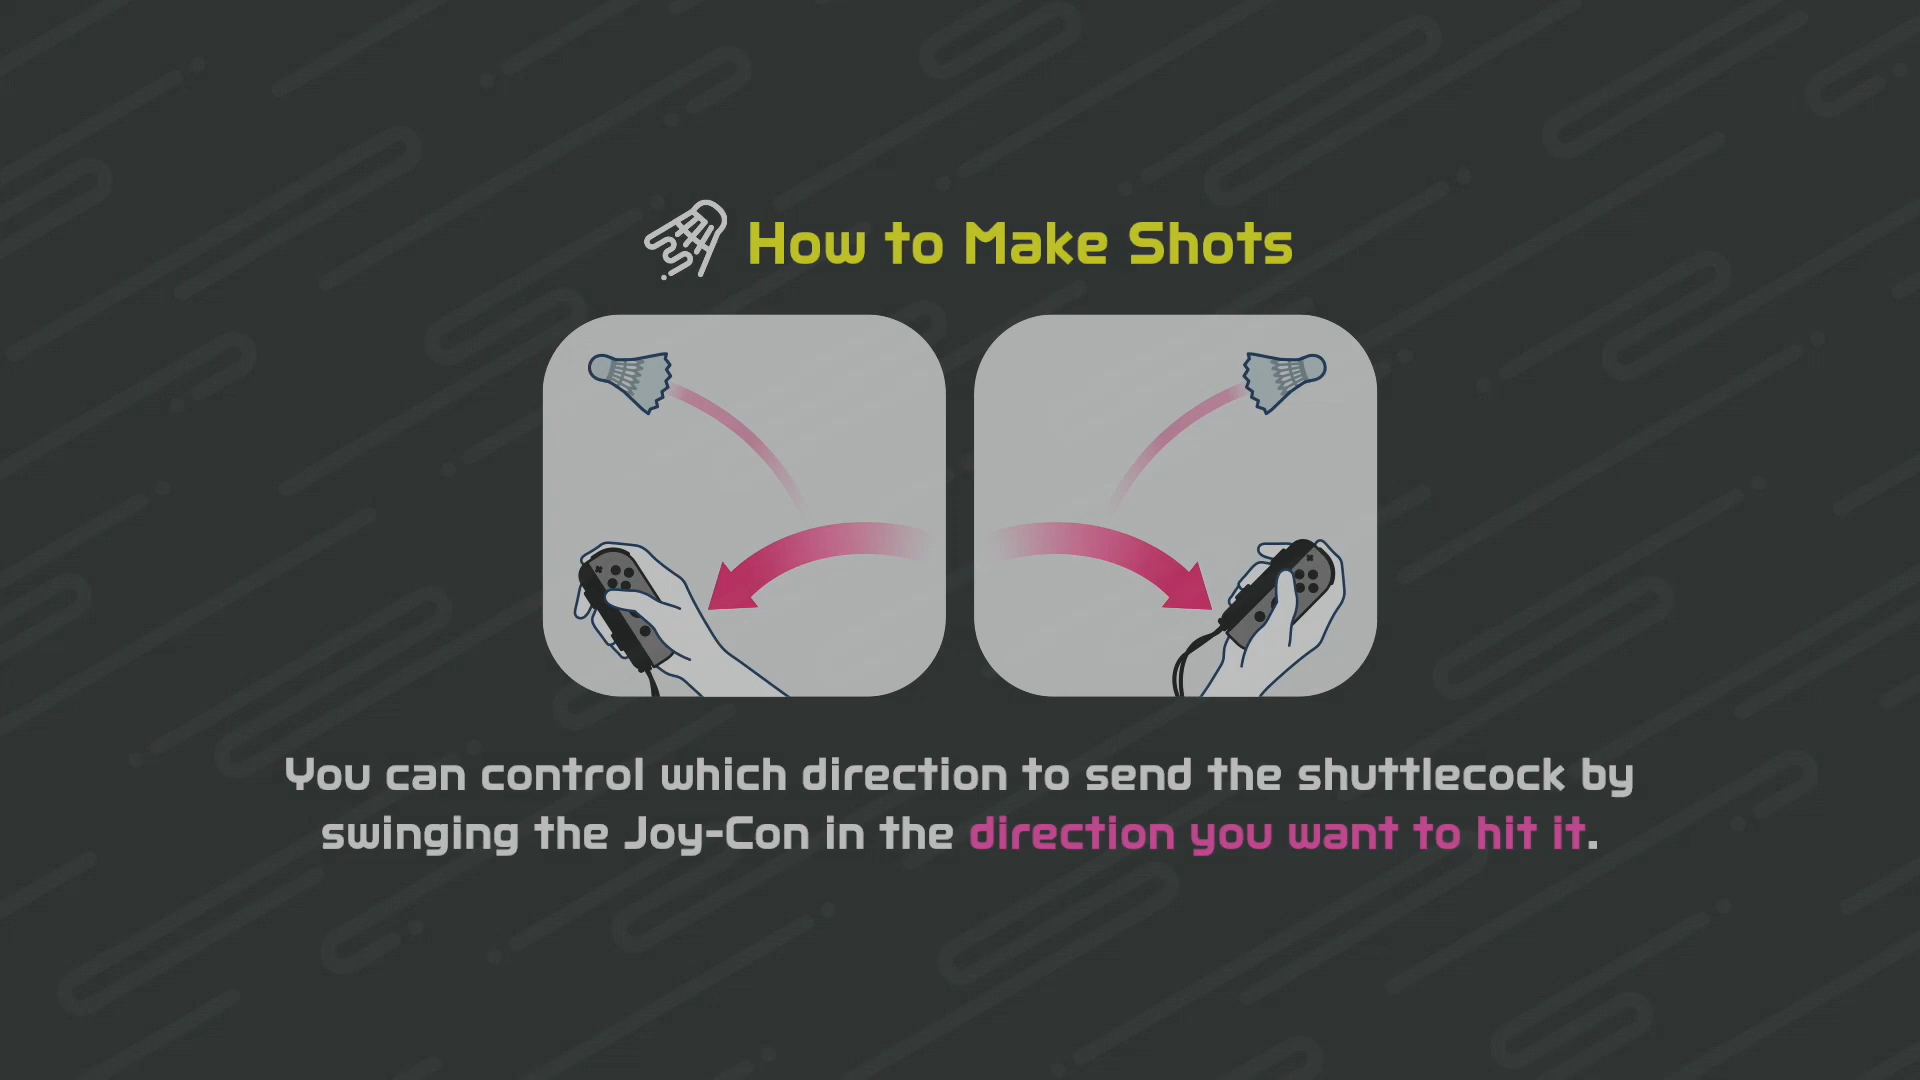 How to Make Shots
You can control which direction to send the shuttlecock by
swinging the Joy-Con in the direction you want to hit it.